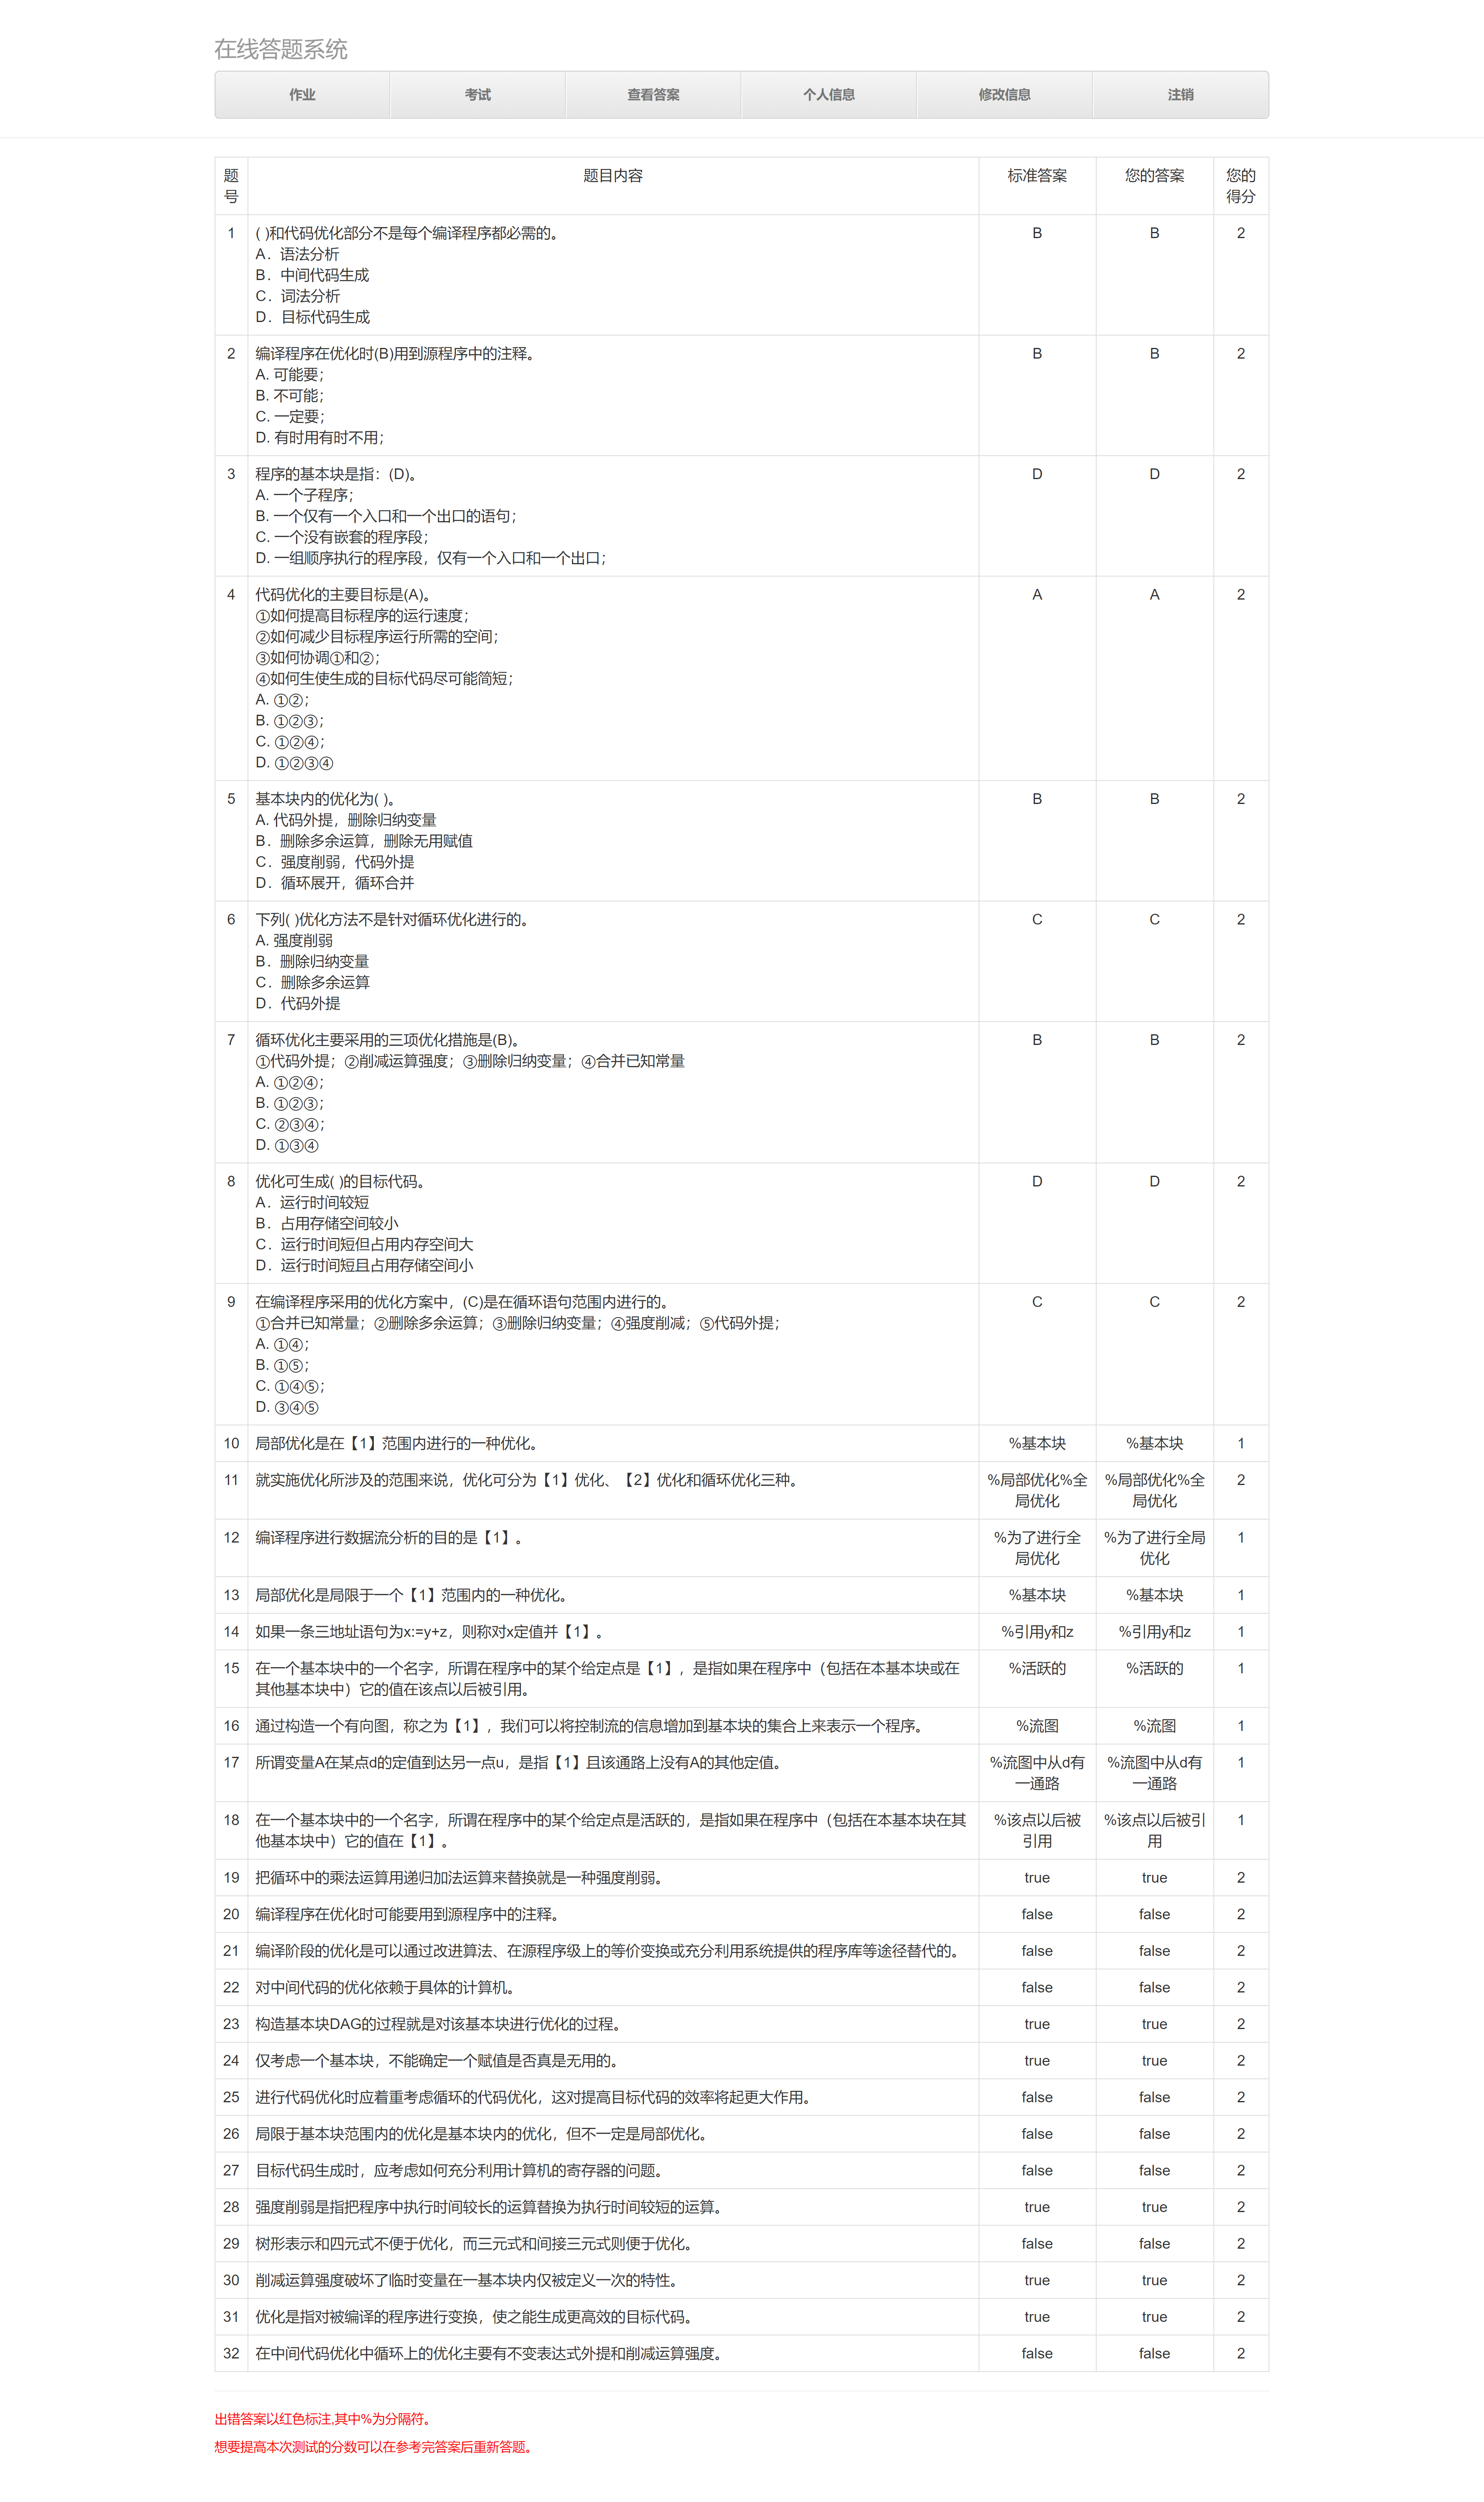 在线答题系统
作业 考试 查看答案 个人信息 修改信息 注销
题号 题目内容 标准答案 您的答案 您的得分
1 ( )和代码优化部分不是每个编译程序都必需的。 B B 2
A．语法分析
B．中间代码生成
C．词法分析
D．目标代码生成
2 编译程序在优化时(B)用到源程序中的注释。 B B 2
A. 可能要；
B. 不可能；
C. 一定要；
D. 有时用有时不用；
3 程序的基本块是指：(D)。 D D 2
A. 一个子程序；
B. 一个仅有一个入口和一个出口的语句；
C. 一个没有嵌套的程序段；
D. 一组顺序执行的程序段，仅有一个入口和一个出口；
4 代码优化的主要目标是(A)。 A A 2
①如何提高目标程序的运行速度；
②如何减少目标程序运行所需的空间；
③如何协调①和②；
④如何生使生成的目标代码尽可能简短；
A. ①②；
B. ①②③；
C. ①②④；
D. ①②③④
5 基本块内的优化为( )。 B B 2
A. 代码外提，删除归纳变量
B．删除多余运算，删除无用赋值
C．强度削弱，代码外提
D．循环展开，循环合并
6 下列( )优化方法不是针对循环优化进行的。 C C 2
A. 强度削弱
B．删除归纳变量
C．删除多余运算
D．代码外提
7 循环优化主要采用的三项优化措施是(B)。 B B 2
①代码外提；②削减运算强度；③删除归纳变量；④合并已知常量
A. ①②④；
B. ①②③；
C. ②③④；
D. ①③④
8 优化可生成( )的目标代码。 D D 2
A．运行时间较短
B．占用存储空间较小
C．运行时间短但占用内存空间大
D．运行时间短且占用存储空间小
9 在编译程序采用的优化方案中，(C)是在循环语句范围内进行的。 C C 2
①合并已知常量；②删除多余运算；③删除归纳变量；④强度削减；⑤代码外提；
A. ①④；
B. ①⑤；
C. ①④⑤；
D. ③④⑤
10 局部优化是在【1】范围内进行的一种优化。 %基本块 %基本块 1
11 就实施优化所涉及的范围来说，优化可分为【1】优化、【2】优化和循环优化三种。 %局部优化%全局优化 %局部优化%全局优化 2
12 编译程序进行数据流分析的目的是【1】。 %为了进行全局优化 %为了进行全局优化 1
13 局部优化是局限于一个【1】范围内的一种优化。 %基本块 %基本块 1
14 如果一条三地址语句为x:=y+z，则称对x定值并【1】。 %引用y和z %引用y和z 1
15 在一个基本块中的一个名字，所谓在程序中的某个给定点是【1】，是指如果在程序中（包括在本基本块或在 %活跃的 %活跃的 1
其他基本块中）它的值在该点以后被引用。
16 通过构造一个有向图，称之为【1】，我们可以将控制流的信息增加到基本块的集合上来表示一个程序。 %流图 %流图 1
17 所谓变量A在某点d的定值到达另一点u，是指【1】且该通路上没有A的其他定值。 %流图中从d有一通路 %流图中从d有一通路 1
18 在一个基本块中的一个名字，所谓在程序中的某个给定点是活跃的，是指如果在程序中（包括在本基本块在其 %该点以后被引用 %该点以后被引用 1
他基本块中）它的值在【1】。
19 把循环中的乘法运算用递归加法运算来替换就是一种强度削弱。 true true 2
20 编译程序在优化时可能要用到源程序中的注释。 false false 2
21 编译阶段的优化是可以通过改进算法、在源程序级上的等价变换或充分利用系统提供的程序库等途径替代的。 false false 2
22 对中间代码的优化依赖于具体的计算机。 false false 2
23 构造基本块DAG的过程就是对该基本块进行优化的过程。 true true 2
24 仅考虑一个基本块，不能确定一个赋值是否真是无用的。 true true 2
25 进行代码优化时应着重考虑循环的代码优化，这对提高目标代码的效率将起更大作用。 false false 2
26 局限于基本块范围内的优化是基本块内的优化，但不一定是局部优化。 false false 2
27 目标代码生成时，应考虑如何充分利用计算机的寄存器的问题。 false false 2
28 强度削弱是指把程序中执行时间较长的运算替换为执行时间较短的运算。 true true 2
29 树形表示和四元式不便于优化，而三元式和间接三元式则便于优化。 false false 2
30 削减运算强度破坏了临时变量在一基本块内仅被定义一次的特性。 true true 2
31 优化是指对被编译的程序进行变换，使之能生成更高效的目标代码。 true true 2
32 在中间代码优化中循环上的优化主要有不变表达式外提和削减运算强度。 false false 2
出错答案以红色标注,其中%为分隔符。
想要提高本次测试的分数可以在参考完答案后重新答题。